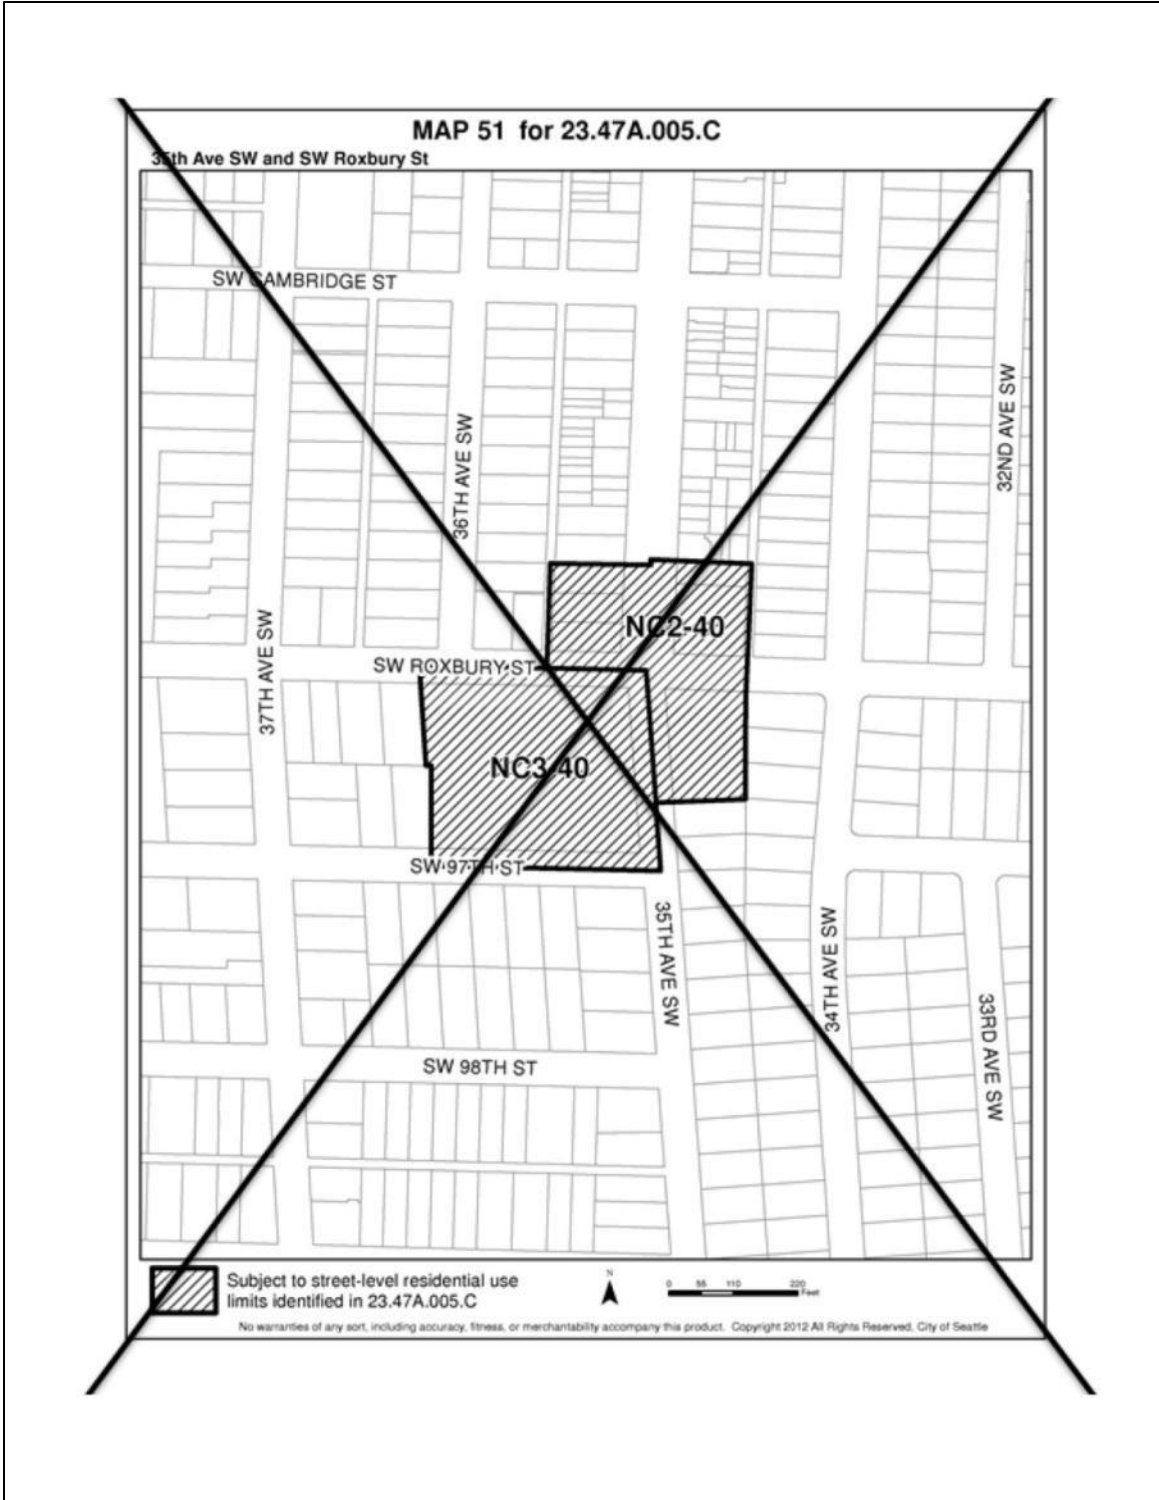 MAP 51 for 23.47A.005.C
35th Ave SW and SW Roxbury St
SW CAMBRIDGE ST
32ND AVE SW
36TH AVE SW
37TH AVE SW
NC2-40
SW ROXBURY ST
NC3-40
SW 97TH ST
35TH AVE SW
34TH AVE SW
33RD AVE SW
SW 98TH ST
Subject to street-level residential use
limits identified in 23.47A.005.C
N
0 55 110 220
Feet
No warranties of any sort, including accuracy, fitness, or merchantability accompany this product. Copyright 2012 All Rights Reserved, City of Seattle